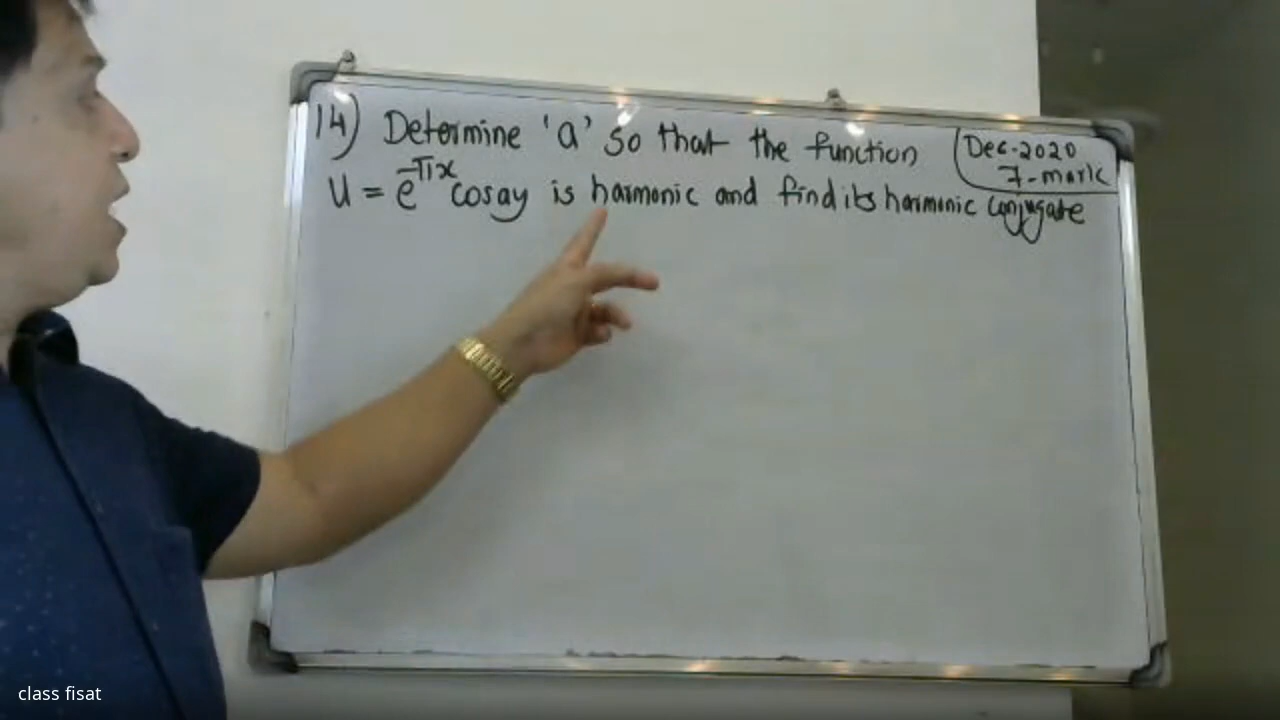 14) Determine 'a' so that the function
Dec-2020
7-mark
U = e^-πx cosay is harmonic and find its harmonic conjugate
class fisat